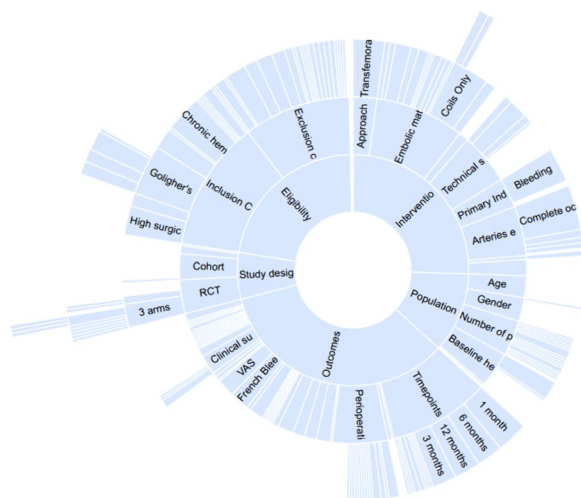 Transfemora
Coils Only
Approach
Embolic mat
Technical s
Primary Ind
Bleeding
Interventio
Arteries e
Complete oc
Exclusion c
Chronic hem
Inclusion C
Goligher's
High surgic
Eligibility
Study desig
Cohort
RCT
3 arms
Age
Gender
Number of p
Baseline he
Population
Outcomes
Timepoints
1 month
6 months
12 months
3 months
Perioperati
French Blee
VAS
Clinical su